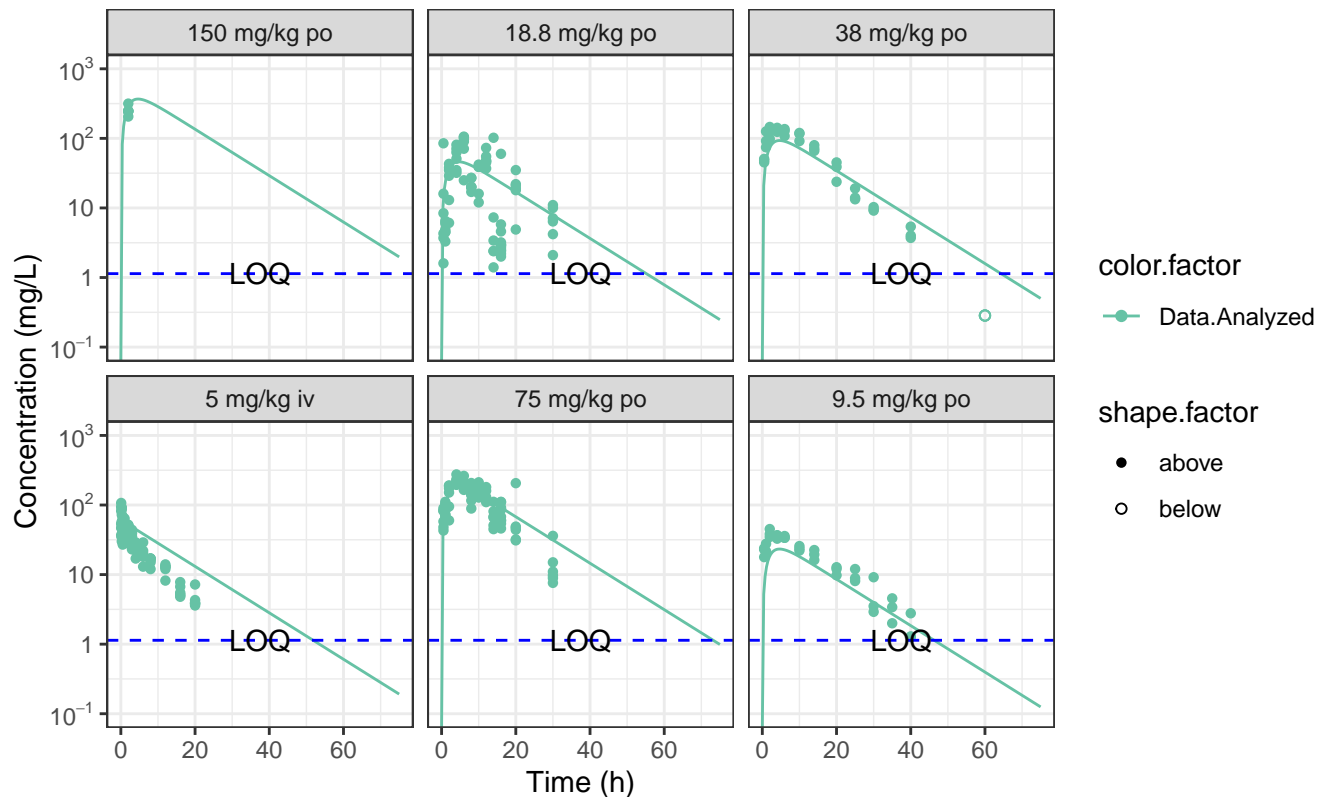 150 mg/kg po
18.8 mg/kg po
38 mg/kg po
10³
10²
10
1
10⁻¹
LOQ
LOQ
LOQ
5 mg/kg iv
75 mg/kg po
9.5 mg/kg po
10³
10²
10
1
10⁻¹
LOQ
LOQ
LOQ
0 20 40 60
0 20 40 60
0 20 40 60
Time (h)
Concentration (mg/L)
color.factor
Data.Analyzed
shape.factor
above
below